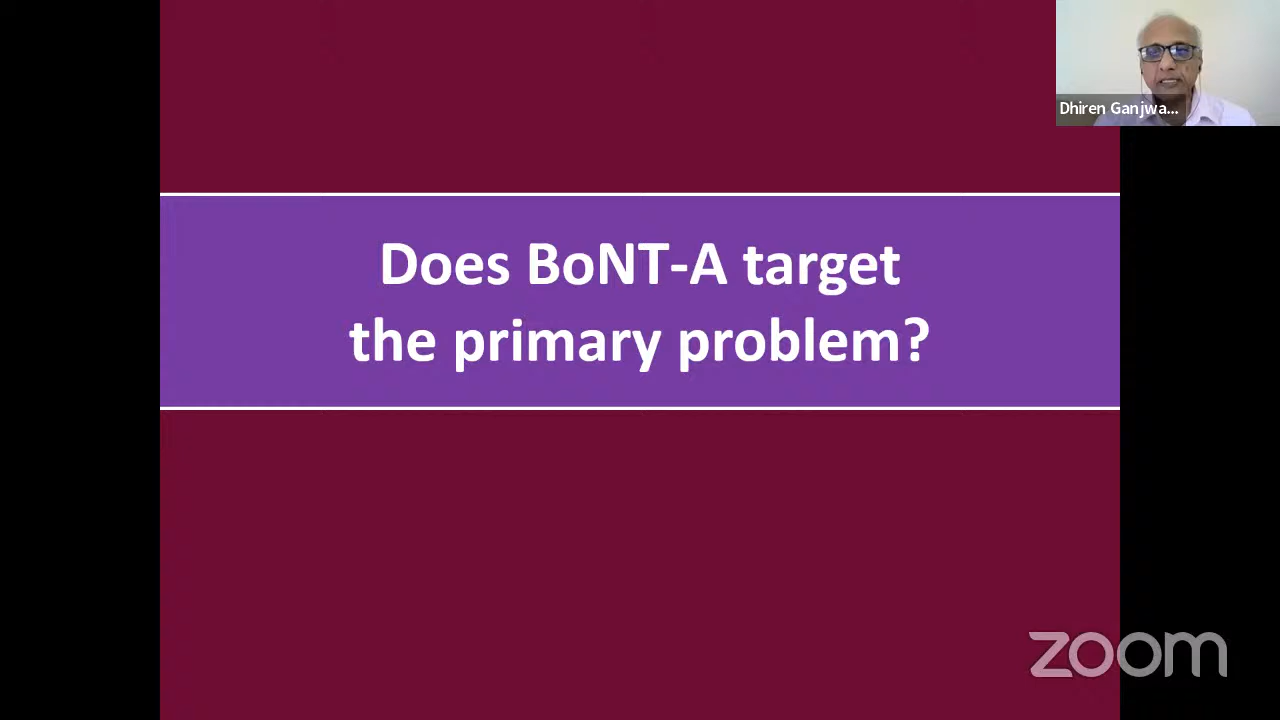 Dhiren Ganjwa...
Does BoNT-A target
the primary problem?
zoom